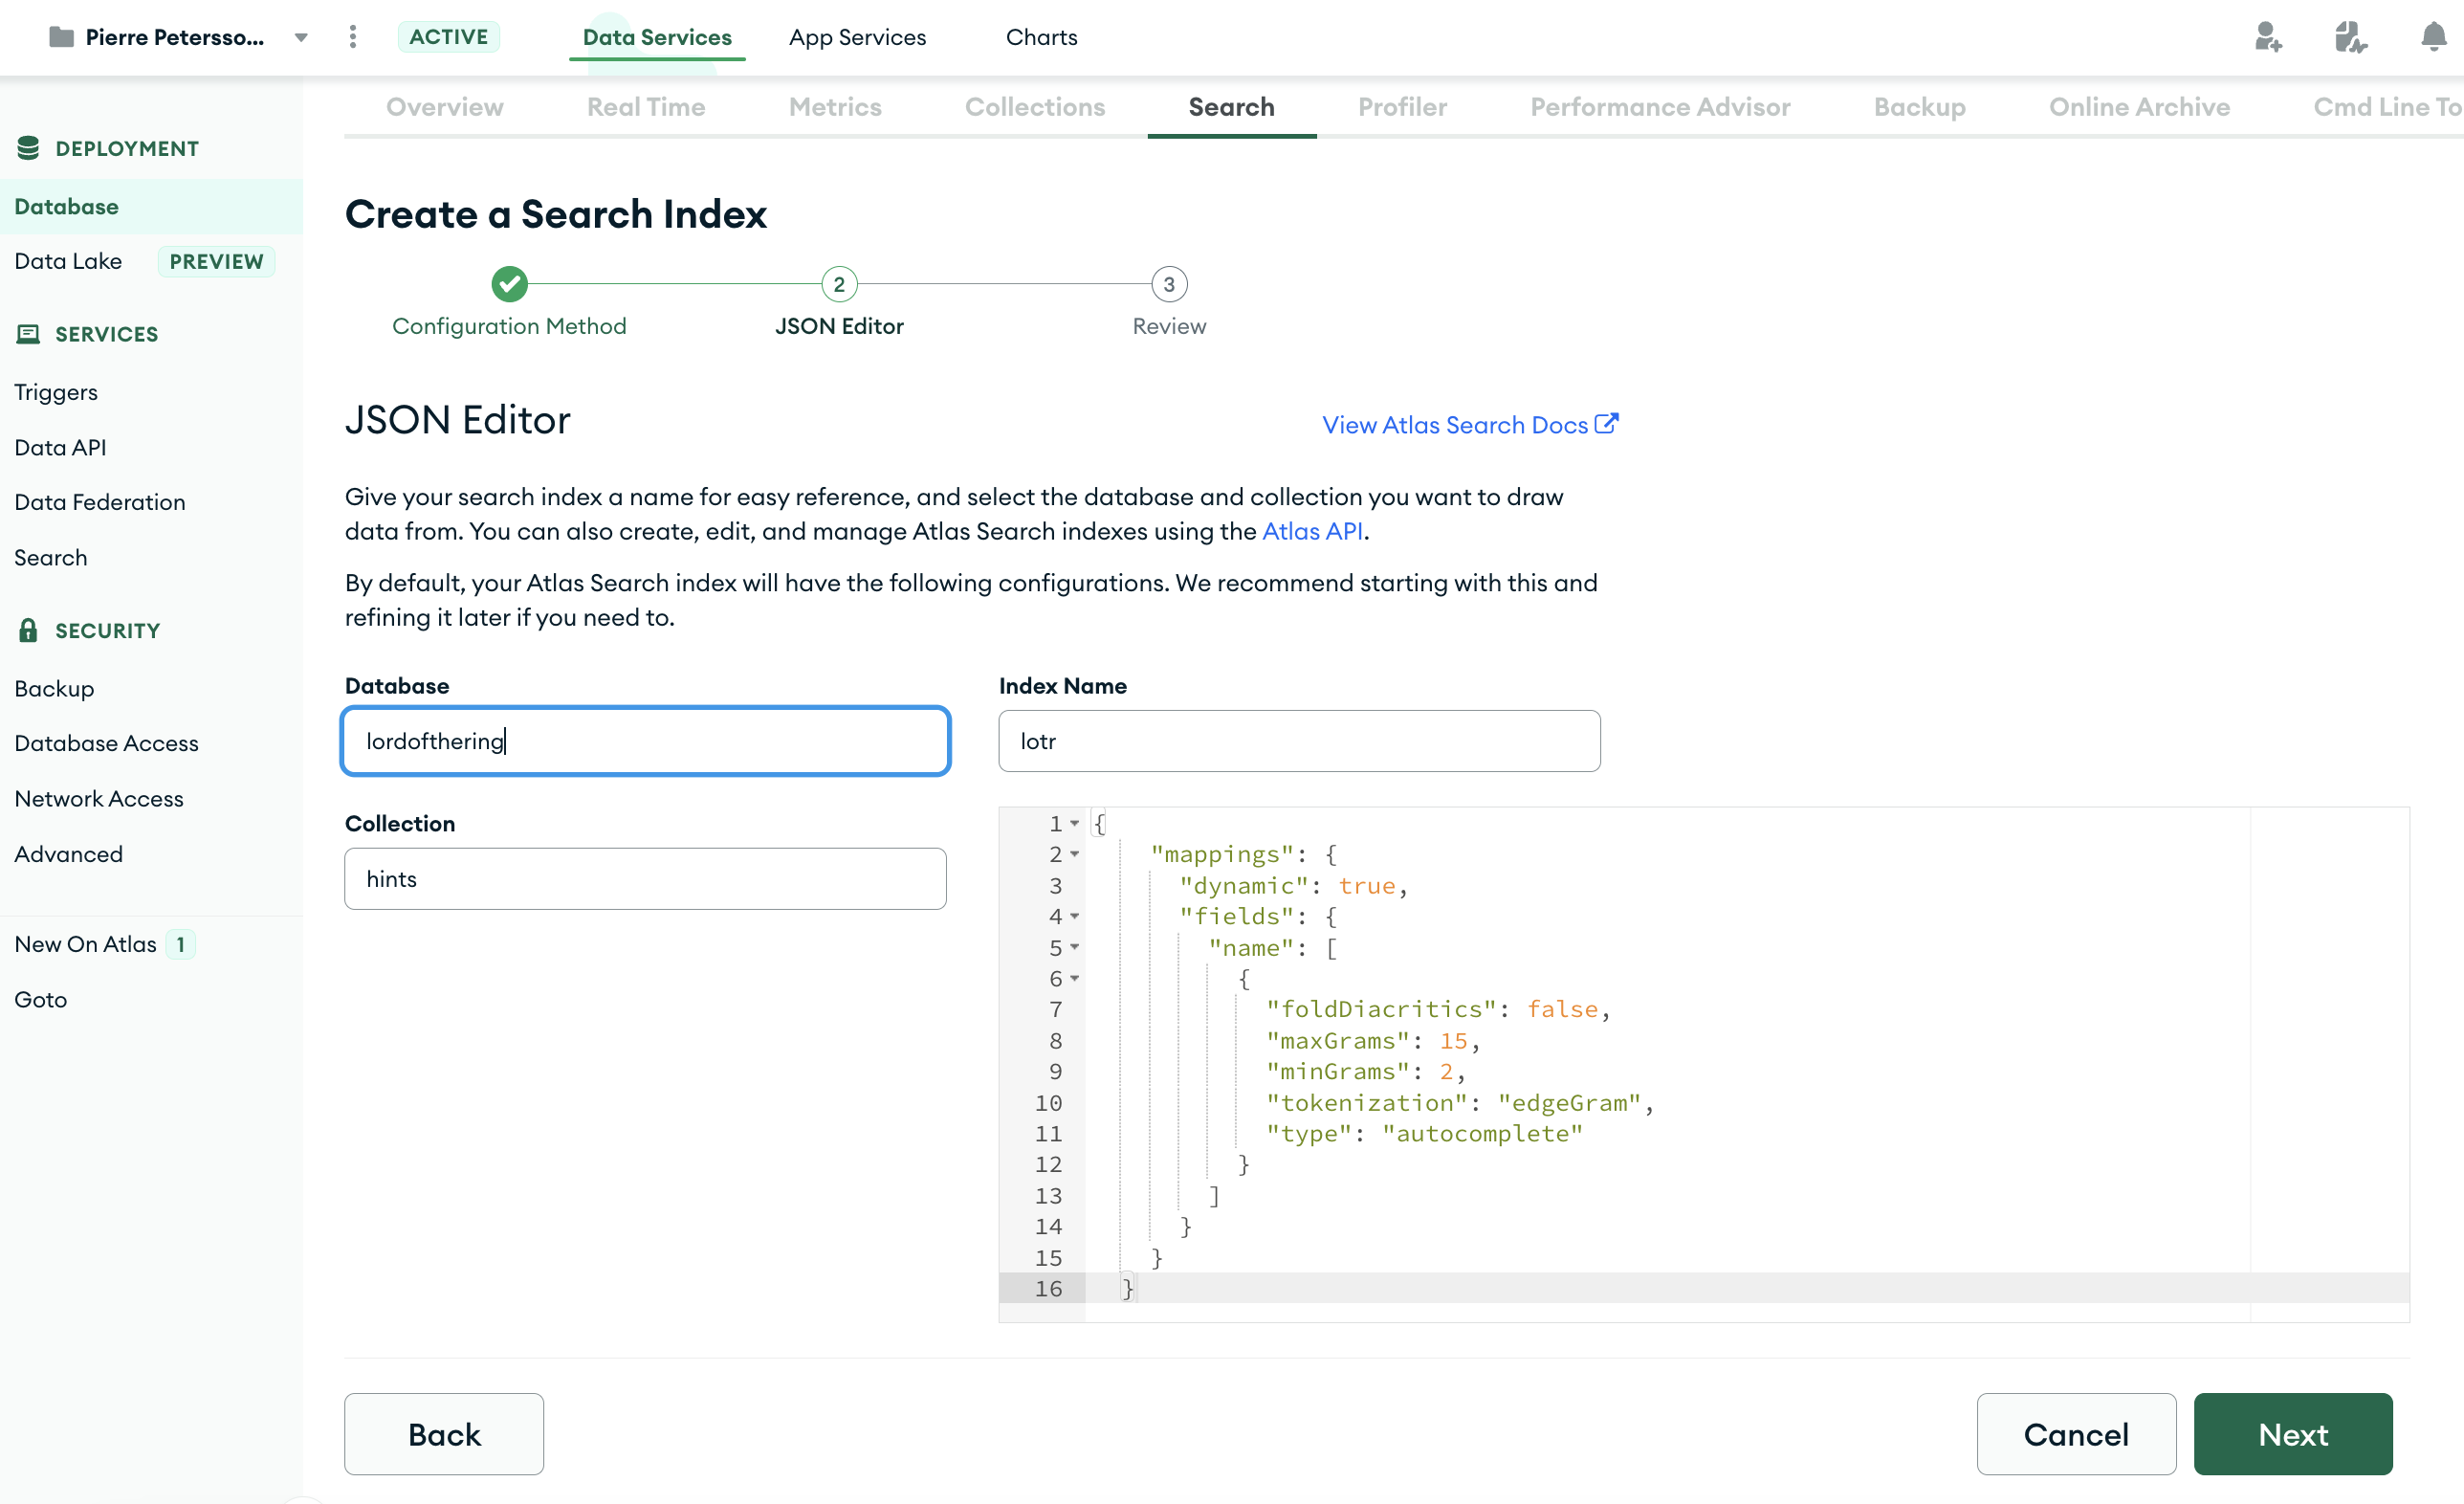 Pierre Petersso...
ACTIVE
Data Services
App Services
Charts
Overview
Real Time
Metrics
Collections
Search
Profiler
Performance Advisor
Backup
Online Archive
Cmd Line To
DEPLOYMENT
Database
Data Lake PREVIEW
SERVICES
Triggers
Data API
Data Federation
Search
SECURITY
Backup
Database Access
Network Access
Advanced
New On Atlas 1
Goto
Create a Search Index
2
3
Configuration Method
JSON Editor
Review
JSON Editor
View Atlas Search Docs
Give your search index a name for easy reference, and select the database and collection you want to draw
data from. You can also create, edit, and manage Atlas Search indexes using the Atlas API.
By default, your Atlas Search index will have the following configurations. We recommend starting with this and
refining it later if you need to.
Database
lordofthering
Collection
hints
Index Name
lotr
1 {
2 "mappings": {
3 "dynamic": true,
4 "fields": {
5 "name": [
6 {
7 "foldDiacritics": false,
8 "maxGrams": 15,
9 "minGrams": 2,
10 "tokenization": "edgeGram",
11 "type": "autocomplete"
12 }
13 ]
14 }
15 }
16 }
Back
Cancel
Next